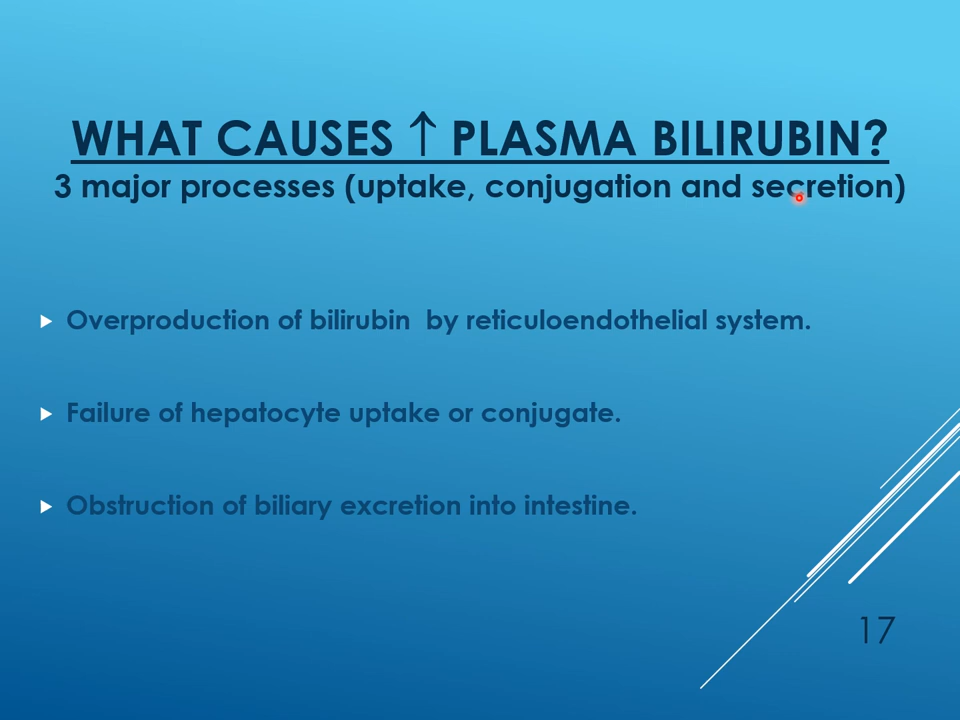 WHAT CAUSES ↑ PLASMA BILIRUBIN?
3 major processes (uptake, conjugation and secretion)
Overproduction of bilirubin by reticuloendothelial system.
Failure of hepatocyte uptake or conjugate.
Obstruction of biliary excretion into intestine.
17